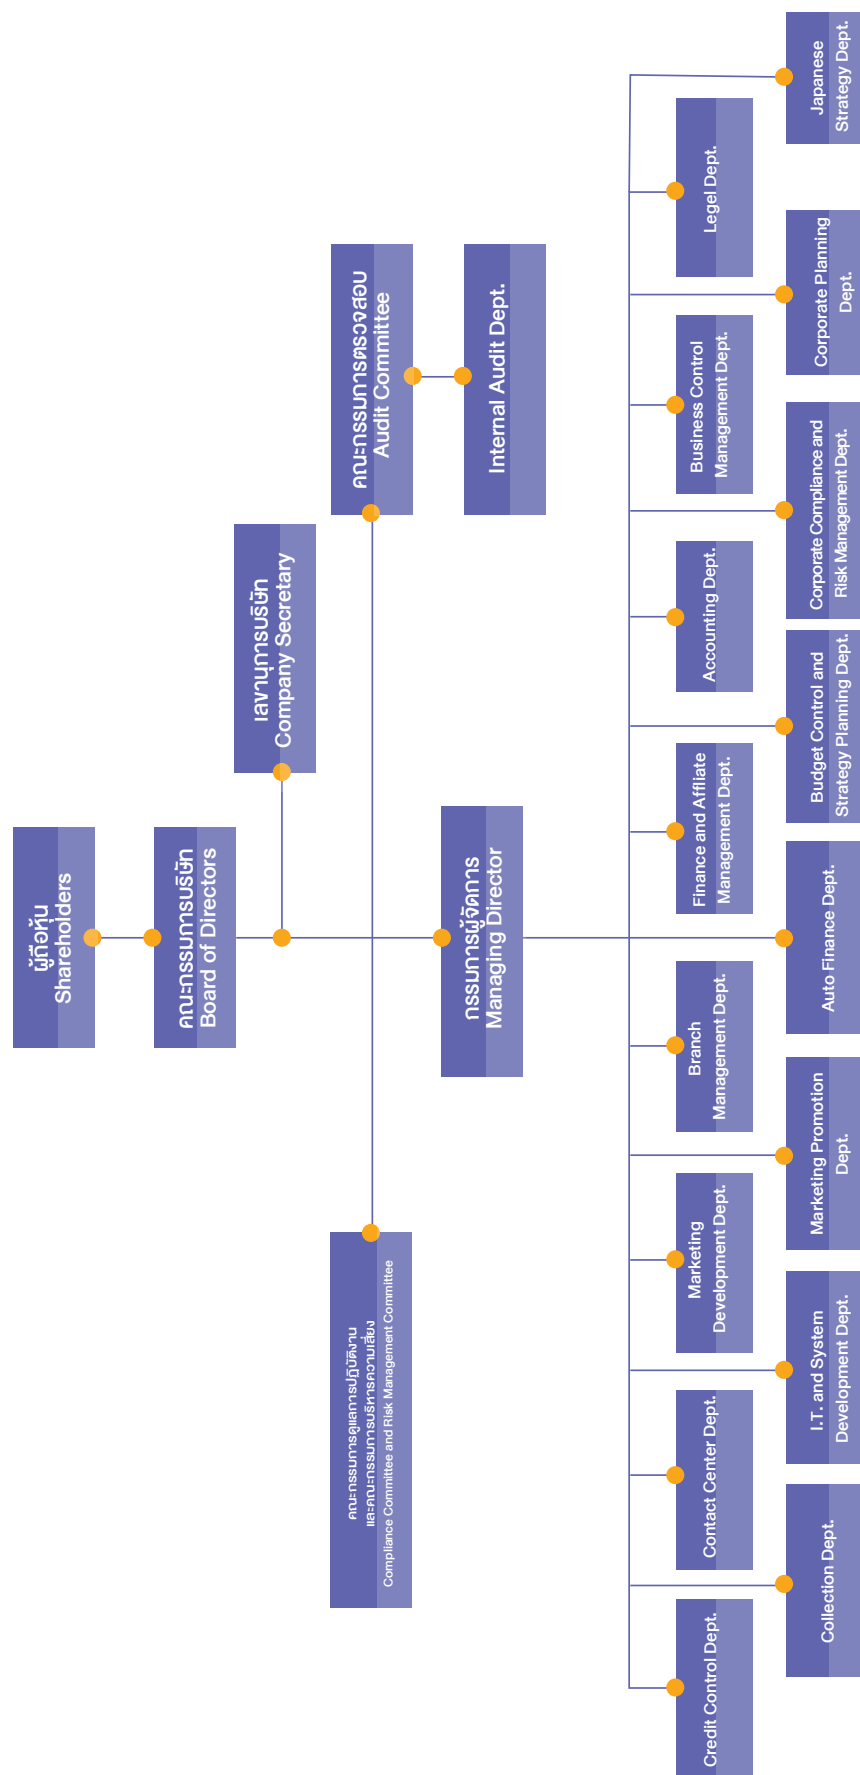 ผู้ถือหุ้น
Shareholders
คณะกรรมการบริษัท
Board of Directors
เลขานุการบริษัท
Company Secretary
คณะกรรมการตรวจสอบ
Audit Committee
Internal Audit Dept.
คณะกรรมการดูแลการปฏิบัติงาน
และคณะกรรมการบริหารความเสี่ยง
Compliance Committee and Risk Management Committee
กรรมการผู้จัดการ
Managing Director
Credit Control Dept.
Collection Dept.
Contact Center Dept.
I.T. and System
Development Dept.
Marketing
Development Dept.
Marketing Promotion
Dept.
Branch
Management Dept.
Auto Finance Dept.
Finance and Affliate
Management Dept.
Budget Control and
Strategy Planning Dept.
Accounting Dept.
Corporate Compliance and
Risk Management Dept.
Business Control
Management Dept.
Corporate Planning
Dept.
Legel Dept.
Japanese
Strategy Dept.